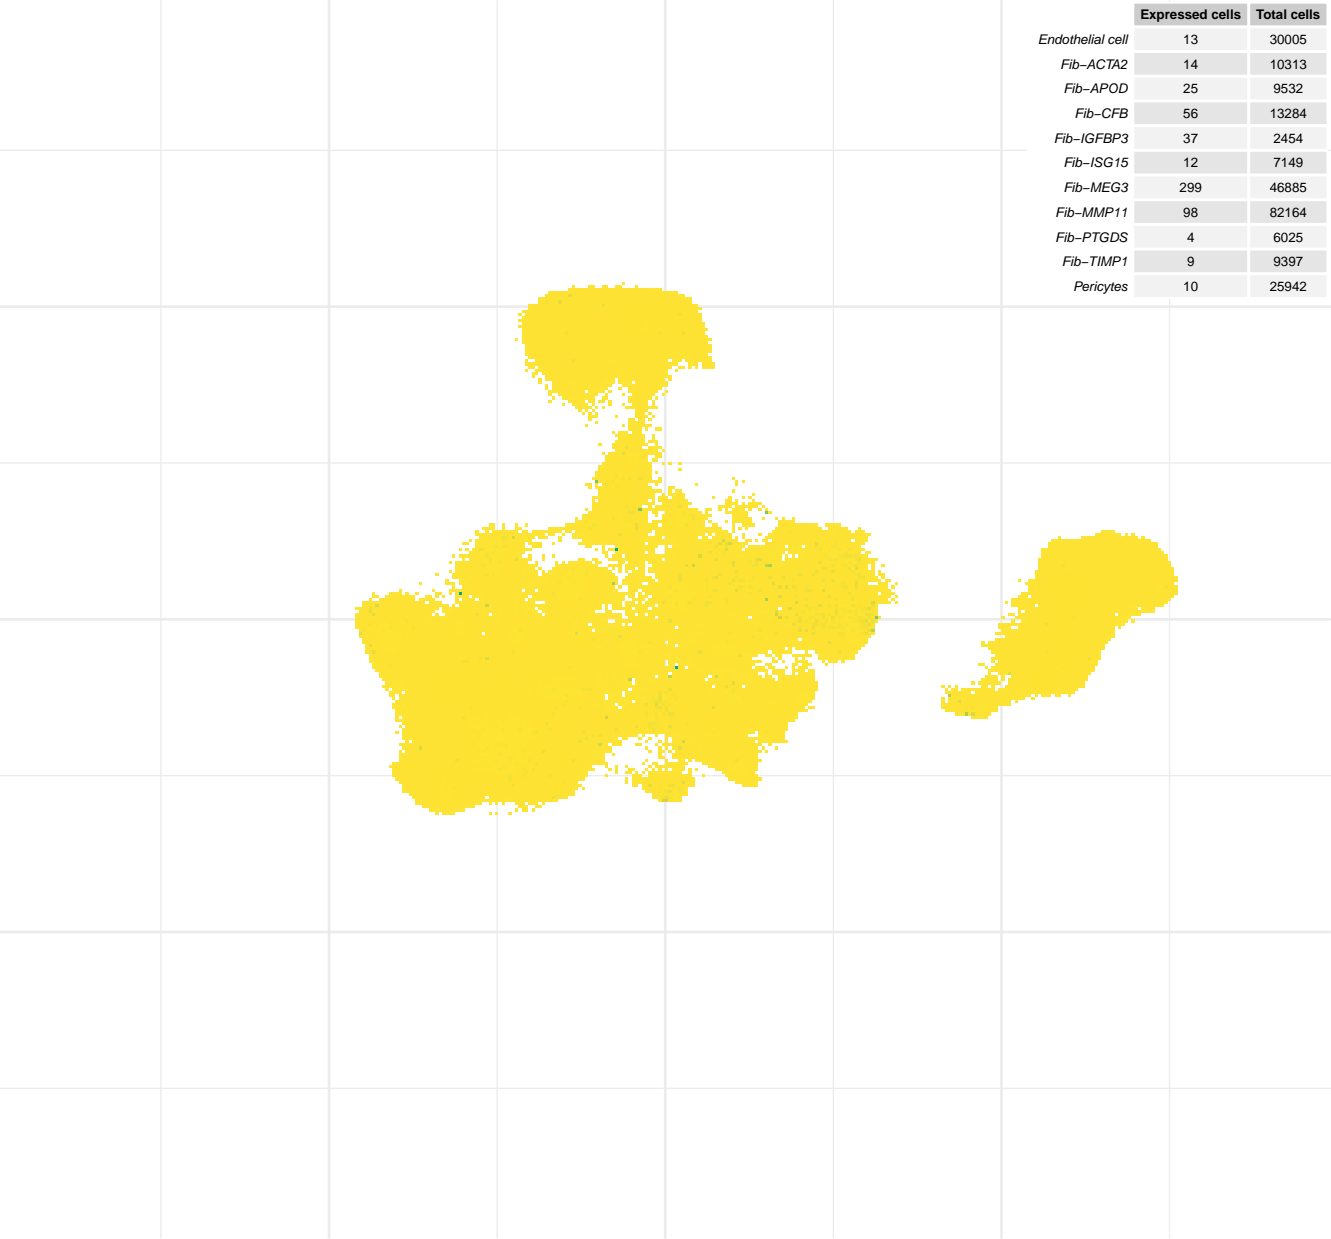 Expressed cells Total cells
Endothelial cell 13 30005
Fib−ACTA2 14 10313
Fib−APOD 25 9532
Fib−CFB 56 13284
Fib−IGFBP3 37 2454
Fib−ISG15 12 7149
Fib−MEG3 299 46885
Fib−MMP11 98 82164
Fib−PTGDS 4 6025
Fib−TIMP1 9 9397
Pericytes 10 25942